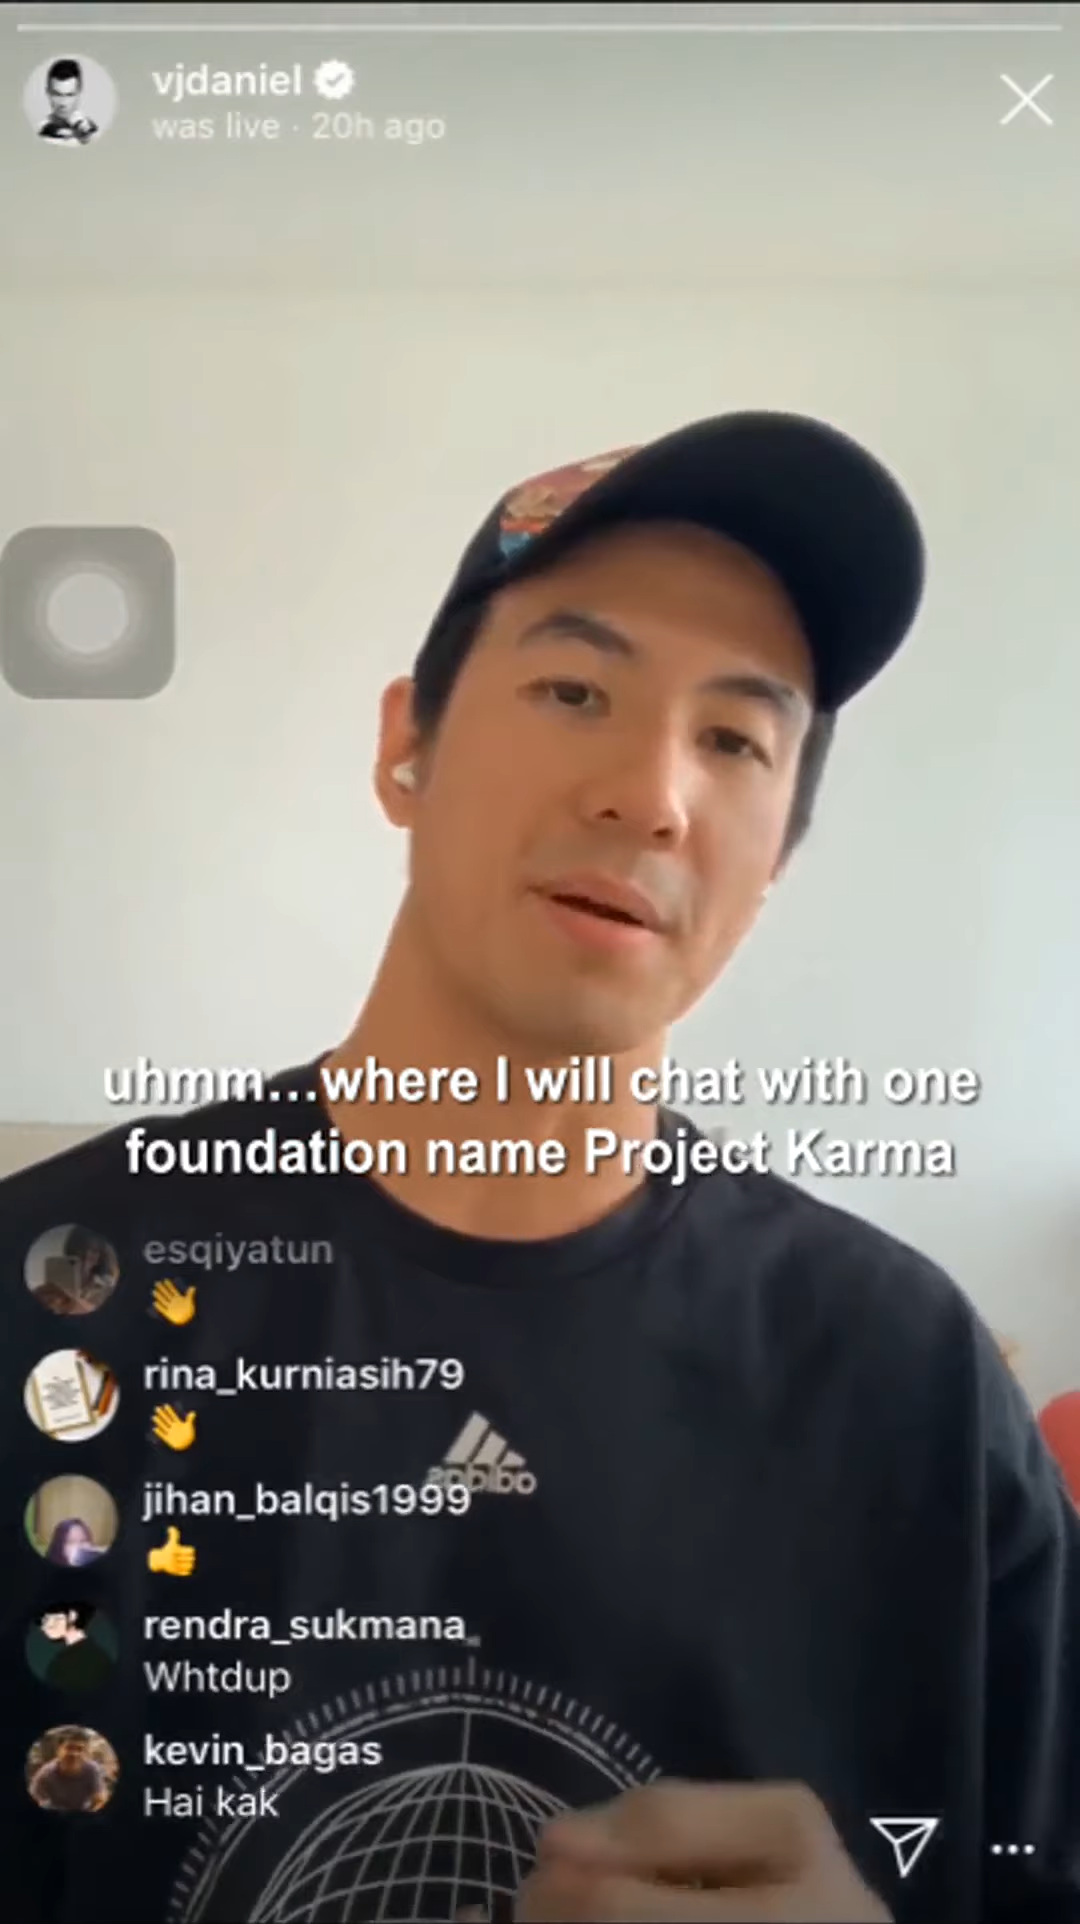 vjdaniel
was live · 20h ago
uhmm...where I will chat with one
foundation name Project Karma
esqiyatun
👋
rina_kurniasih79
👋
jihan_balqis1999
👍
adidas
rendra_sukmana_
Whtdup
kevin_bagas
Hai kak